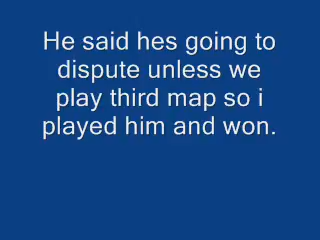 He said hes going to
dispute unless we
play third map so i
played him and won.